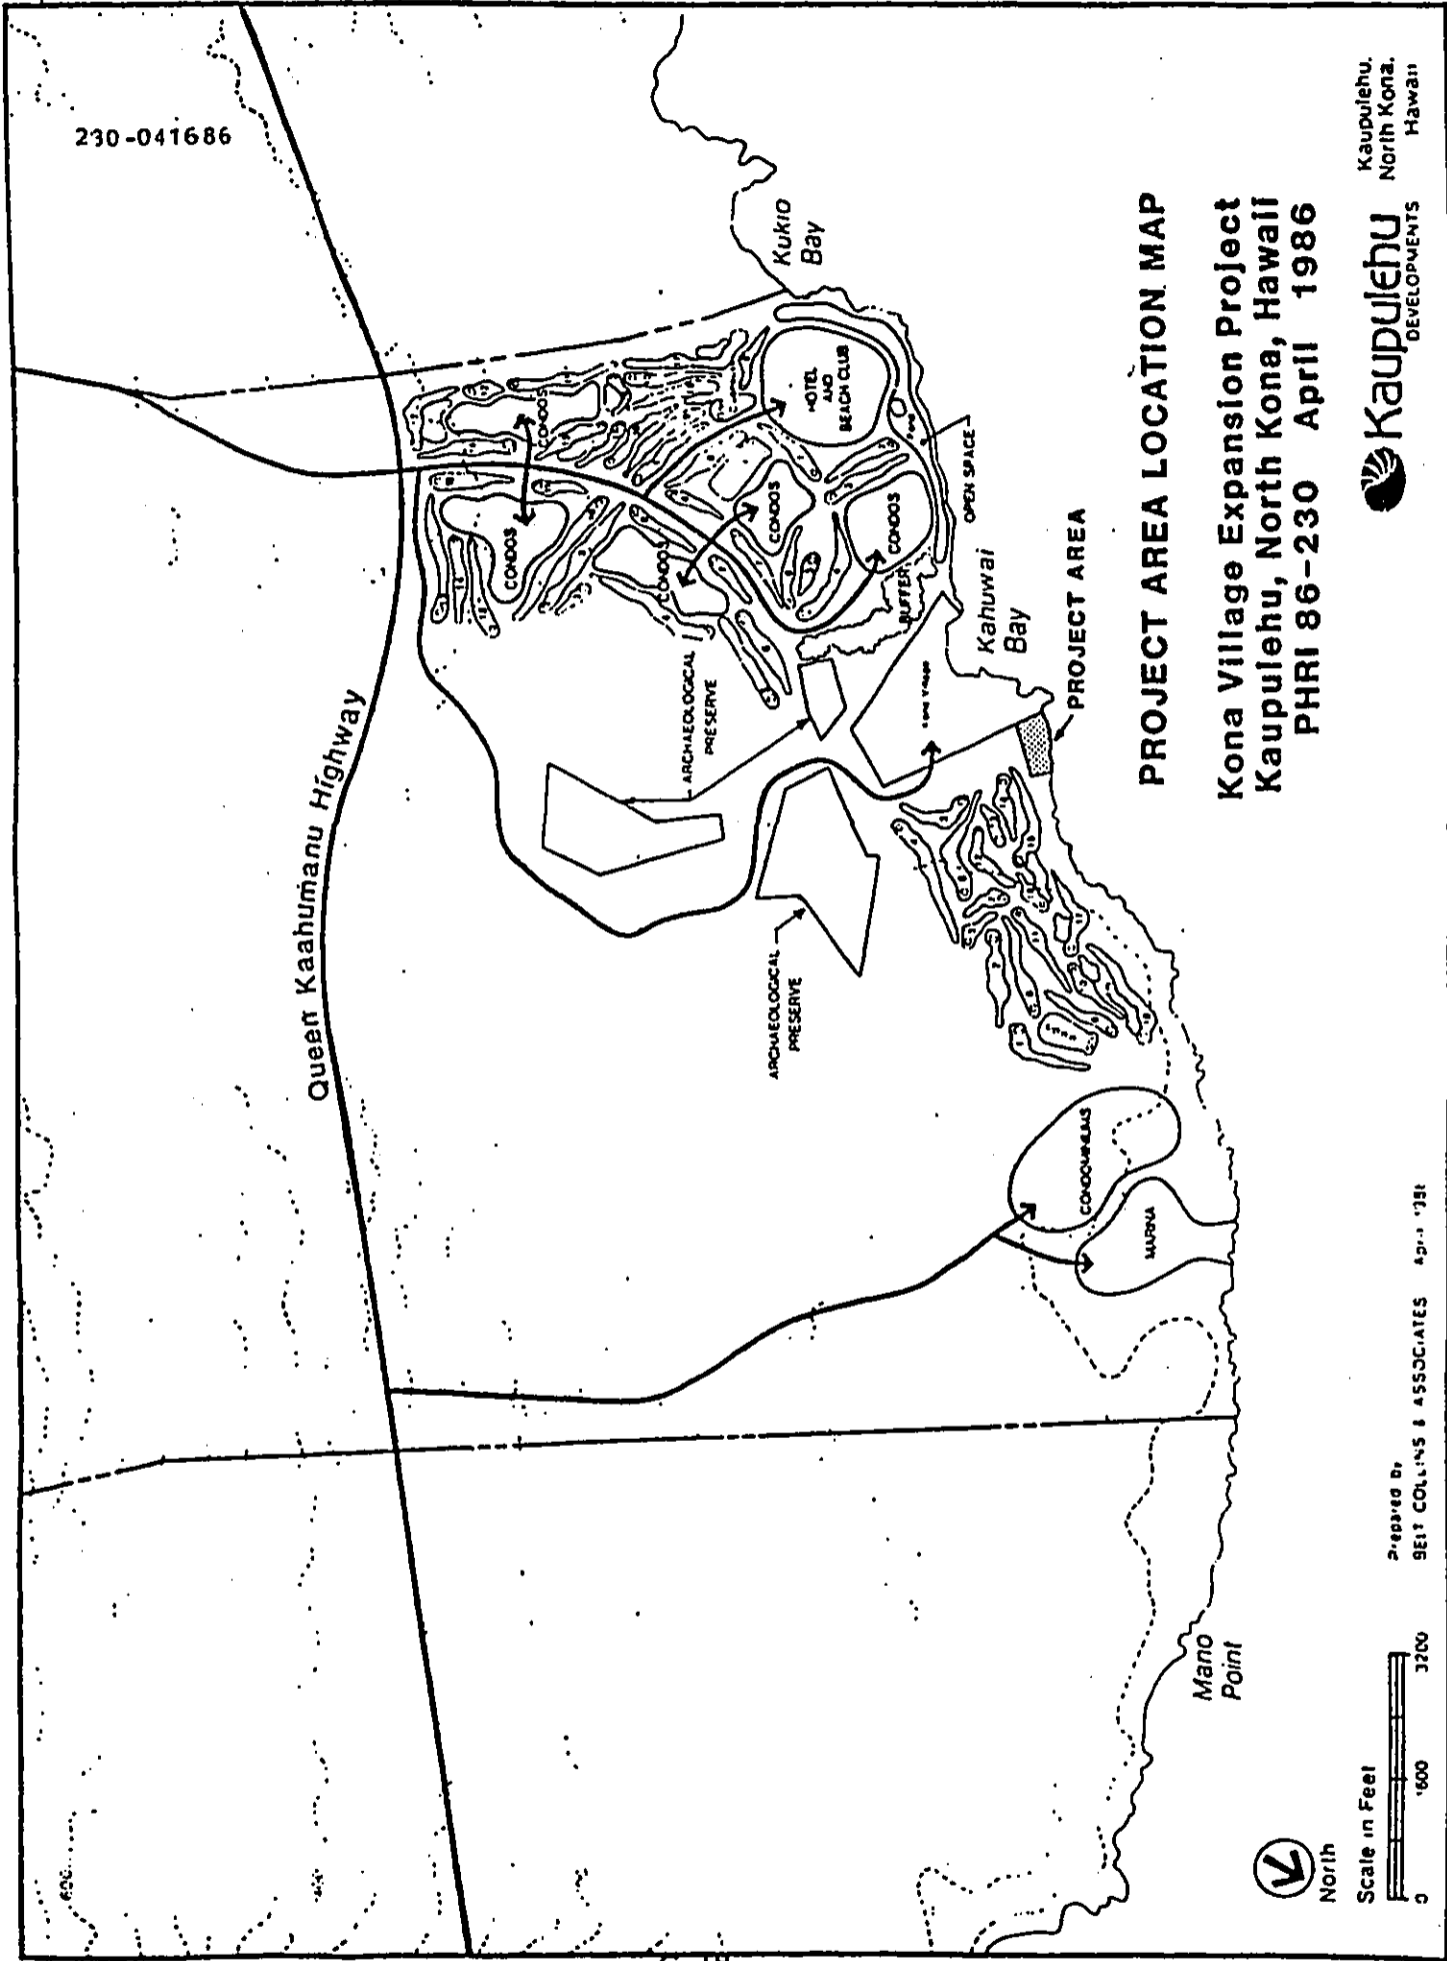 230-041686
Queen Kaahumanu Highway
Kukio
Bay
CONDOS
CONDOS
HOTEL
AND
BEACH CLUB
CONDOS
CONDOS
CONDOS
BUFFER
OPEN SPACE
ARCHAEOLOGICAL
PRESERVE
Kahuwai
Bay
PROJECT AREA
ARCHAEOLOGICAL
PRESERVE
CONDOMINIUMS
MARINA
Mano
Point
600
400
PROJECT AREA LOCATION MAP
Kona Village Expansion Project
Kaupulehu, North Kona, Hawaii
PHRI 86-230 April 1986
Kaupulehu
DEVELOPMENTS
Kaupulehu.
North Kona.
Hawaii
North
Scale in Feet
0 1600 3200
Prepared By
BELT COLLINS & ASSOCIATES